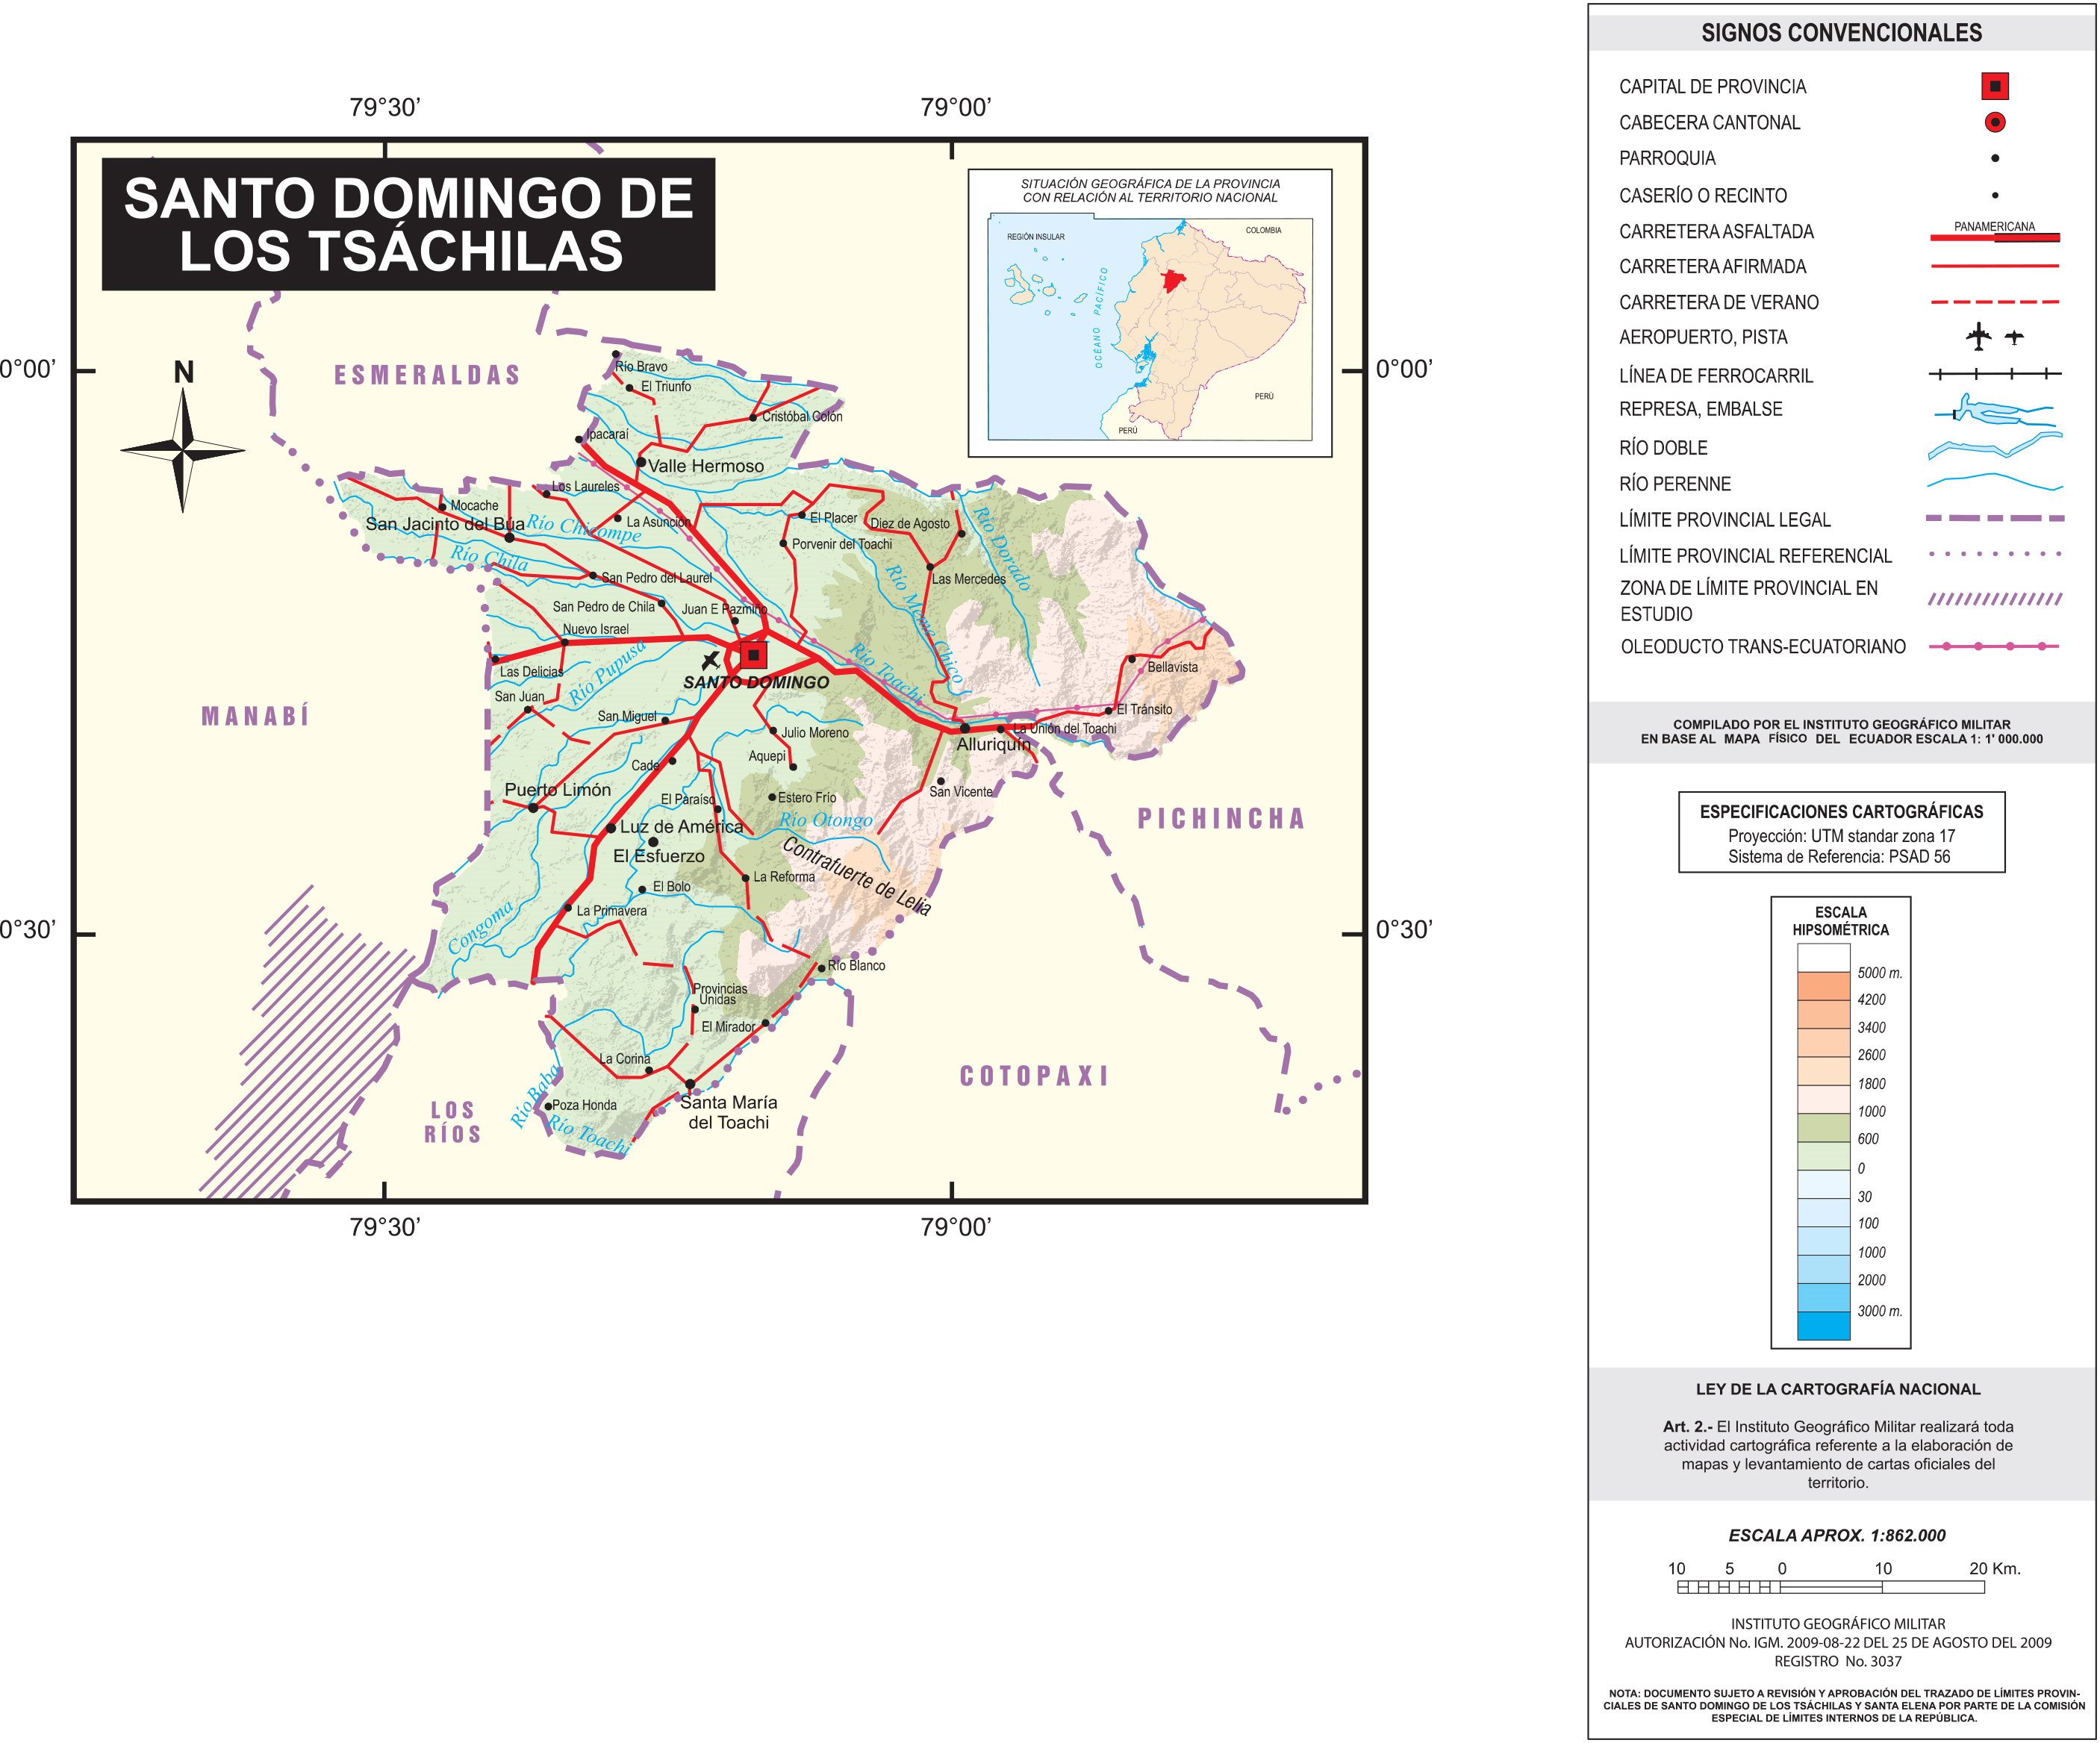 79°30’
79°00’
SANTO DOMINGO DE
LOS TSÁCHILAS
SITUACIÓN GEOGRÁFICA DE LA PROVINCIA
CON RELACIÓN AL TERRITORIO NACIONAL
REGIÓN INSULAR
COLOMBIA
OCÉANO PACÍFICO
PERÚ
PERÚ
0°00’
0°00’
N
ESMERALDAS
Río Bravo
El Triunfo
Cristóbal Colón
Ipacaraí
Valle Hermoso
Los Laureles
Mocache
San Jacinto del Búa
Río Chicompe
La Asunción
El Placer
Diez de Agosto
Río Dorado
Porvenir del Toachi
Río Chila
San Pedro del Laurel
Las Mercedes
Río Meme Chico
San Pedro de Chila
Juan E Pazmiño
Nuevo Israel
Las Delicias
Río Pupusa
SANTO DOMINGO
Río Toachi
Bellavista
San Juan
El Tránsito
MANABÍ
San Miguel
Julio Moreno
La Unión del Toachi
Alluriquín
Aquepi
Cade
Puerto Limón
El Paraíso
Estero Frío
San Vicente
PICHINCHA
Luz de América
Río Otongo
El Esfuerzo
Contrafuerte de Lelia
El Bolo
La Reforma
La Primavera
Congoma
0°30’
0°30’
Río Blanco
Provincias
Unidas
El Mirador
La Corina
COTOPAXI
Río Baba
Poza Honda
Santa María
del Toachi
LOS
RÍOS
Río Toachi
79°30’
79°00’
SIGNOS CONVENCIONALES
CAPITAL DE PROVINCIA
CABECERA CANTONAL
PARROQUIA
CASERÍO O RECINTO
CARRETERA ASFALTADA
PANAMERICANA
CARRETERA AFIRMADA
CARRETERA DE VERANO
AEROPUERTO, PISTA
LÍNEA DE FERROCARRIL
REPRESA, EMBALSE
RÍO DOBLE
RÍO PERENNE
LÍMITE PROVINCIAL LEGAL
LÍMITE PROVINCIAL REFERENCIAL
ZONA DE LÍMITE PROVINCIAL EN
ESTUDIO
OLEODUCTO TRANS-ECUATORIANO
COMPILADO POR EL INSTITUTO GEOGRÁFICO MILITAR
EN BASE AL MAPA FÍSICO DEL ECUADOR ESCALA 1: 1' 000.000
ESPECIFICACIONES CARTOGRÁFICAS
Proyección: UTM standar zona 17
Sistema de Referencia: PSAD 56
ESCALA
HIPSOMÉTRICA
5000 m.
4200
3400
2600
1800
1000
600
0
30
100
1000
2000
3000 m.
LEY DE LA CARTOGRAFÍA NACIONAL
Art. 2.- El Instituto Geográfico Militar realizará toda
actividad cartográfica referente a la elaboración de
mapas y levantamiento de cartas oficiales del
territorio.
ESCALA APROX. 1:862.000
10 5 0 10 20 Km.
INSTITUTO GEOGRÁFICO MILITAR
AUTORIZACIÓN No. IGM. 2009-08-22 DEL 25 DE AGOSTO DEL 2009
REGISTRO No. 3037
NOTA: DOCUMENTO SUJETO A REVISIÓN Y APROBACIÓN DEL TRAZADO DE LÍMITES PROVIN-
CIALES DE SANTO DOMINGO DE LOS TSÁCHILAS Y SANTA ELENA POR PARTE DE LA COMISIÓN
ESPECIAL DE LÍMITES INTERNOS DE LA REPÚBLICA.